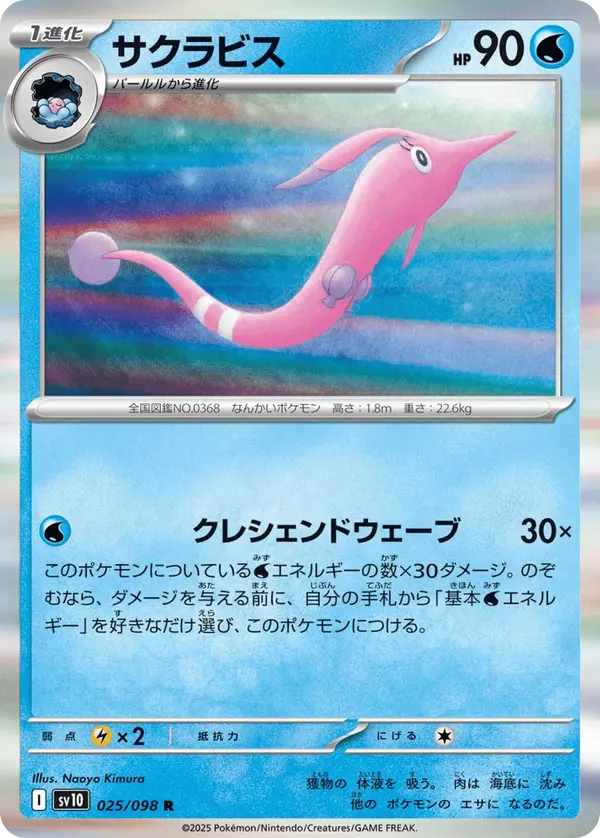 1進化 サクラビス HP90
パールルから進化
全国図鑑NO.0368 なんかいポケモン 高さ:1.8m 重さ:22.6kg
クレシェンドウェーブ 30×
このポケモンについているエネルギーの数×30ダメージ。のぞ
むなら、ダメージを与える前に、自分の手札から「基本エネル
ギー」を好きなだけ選び、このポケモンにつける。
弱点 ×2 抵抗力 にげる
Illus. Naoyo Kimura
獲物の 体液を 吸う。肉は 海底に 沈み
他の ポケモンの エサに なるのだ。
I sv10 025/098 R
©2025 Pokémon/Nintendo/Creatures/GAME FREAK.